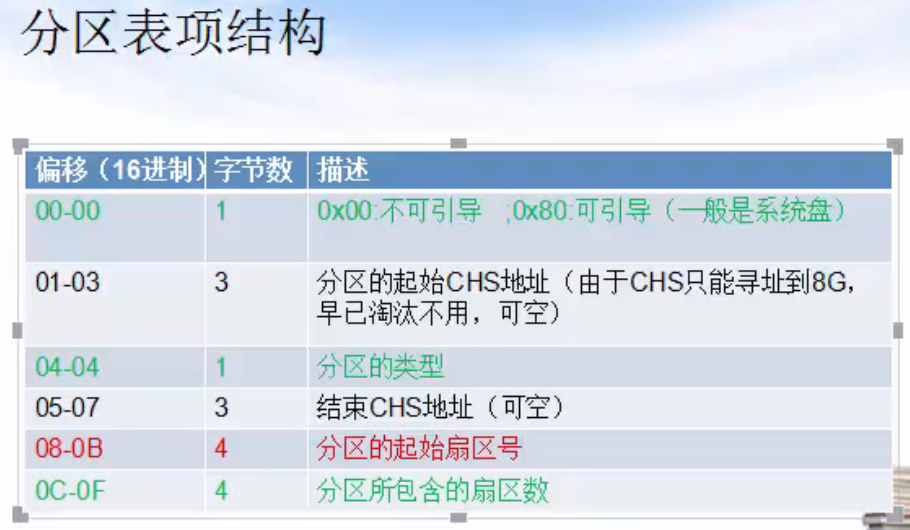 分区表项结构
偏移（16进制） 字节数 描述
00-00 1 0x00:不可引导 ;0x80:可引导（一般是系统盘）
01-03 3 分区的起始CHS地址（由于CHS只能寻址到8G，
早已淘汰不用，可空）
04-04 1 分区的类型
05-07 3 结束CHS地址（可空）
08-0B 4 分区的起始扇区号
0C-0F 4 分区所包含的扇区数